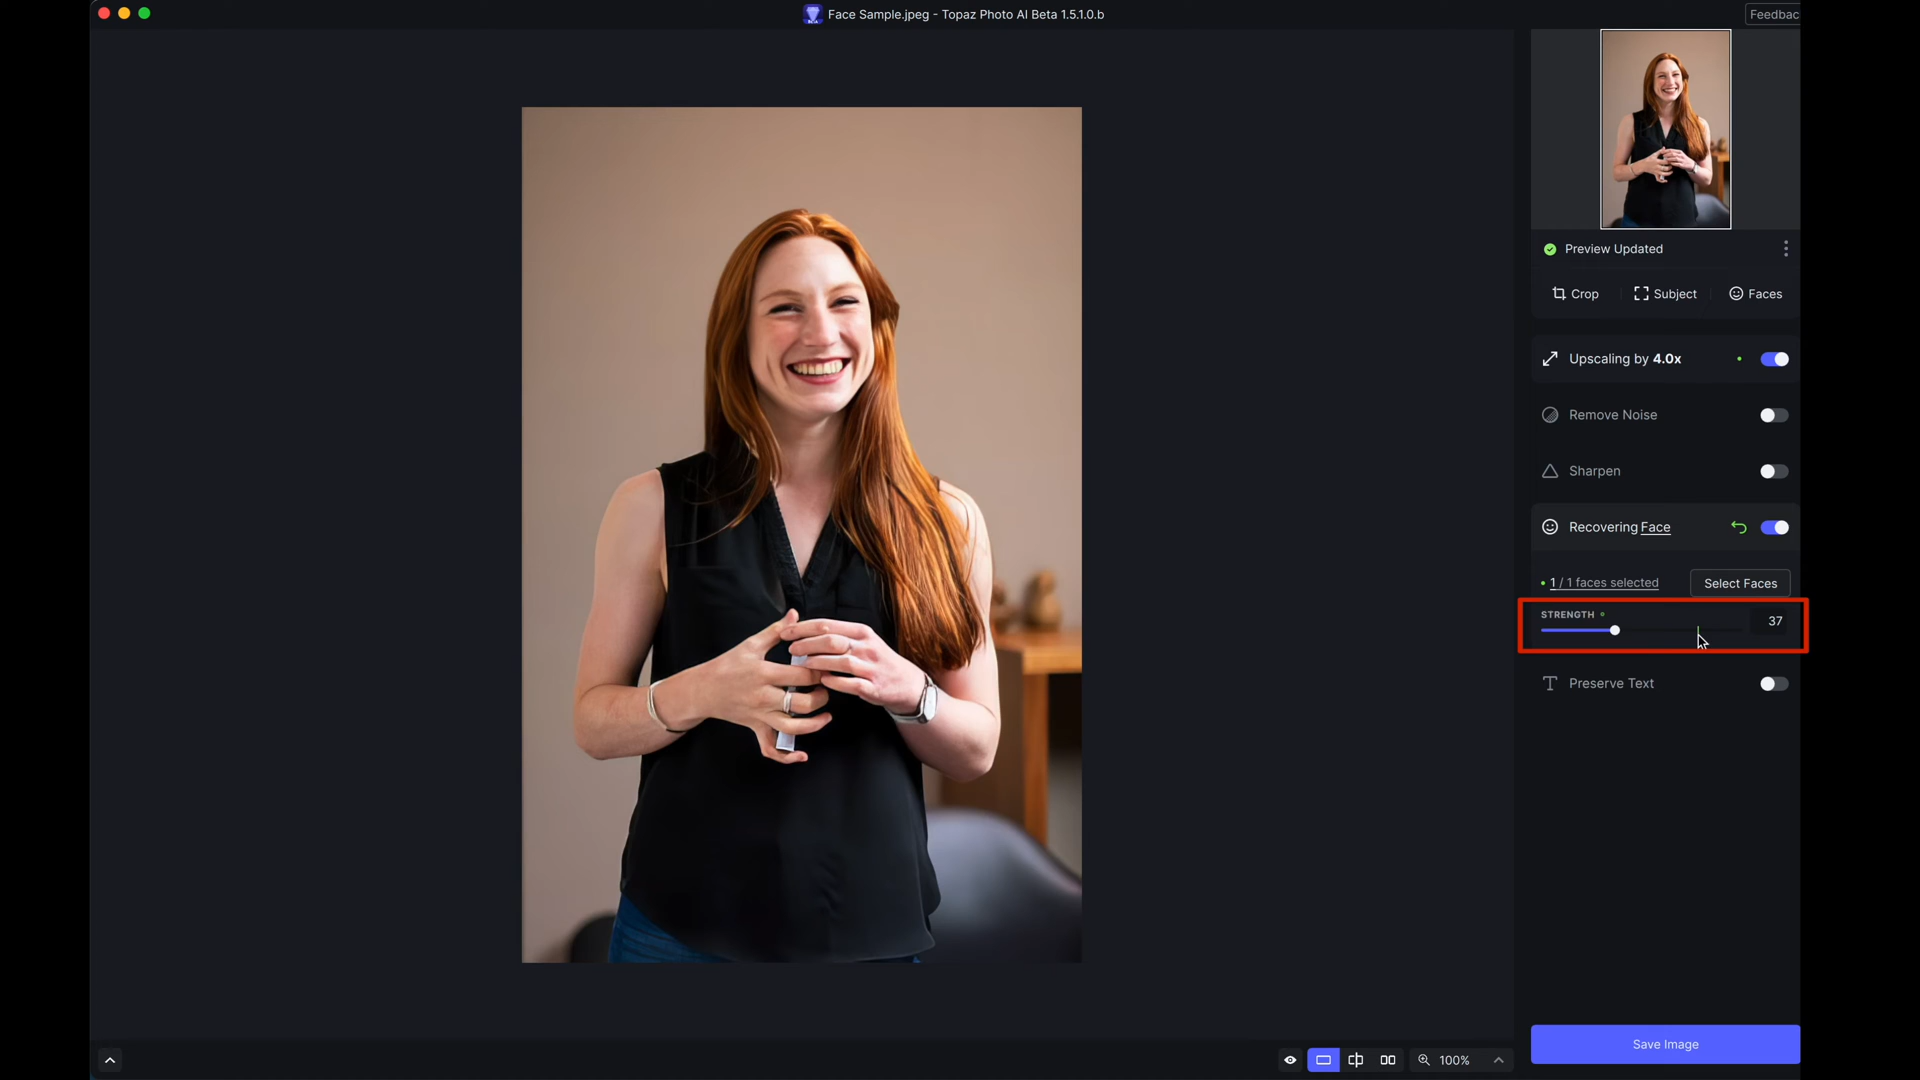 Face Sample.jpeg - Topaz Photo AI Beta 1.5.1.0.b
Feedbac
Preview Updated
Crop
Subject
Faces
Upscaling by 4.0x
Remove Noise
Sharpen
Recovering Face
1 / 1 faces selected
Select Faces
STRENGTH
37
Preserve Text
Save Image
100%